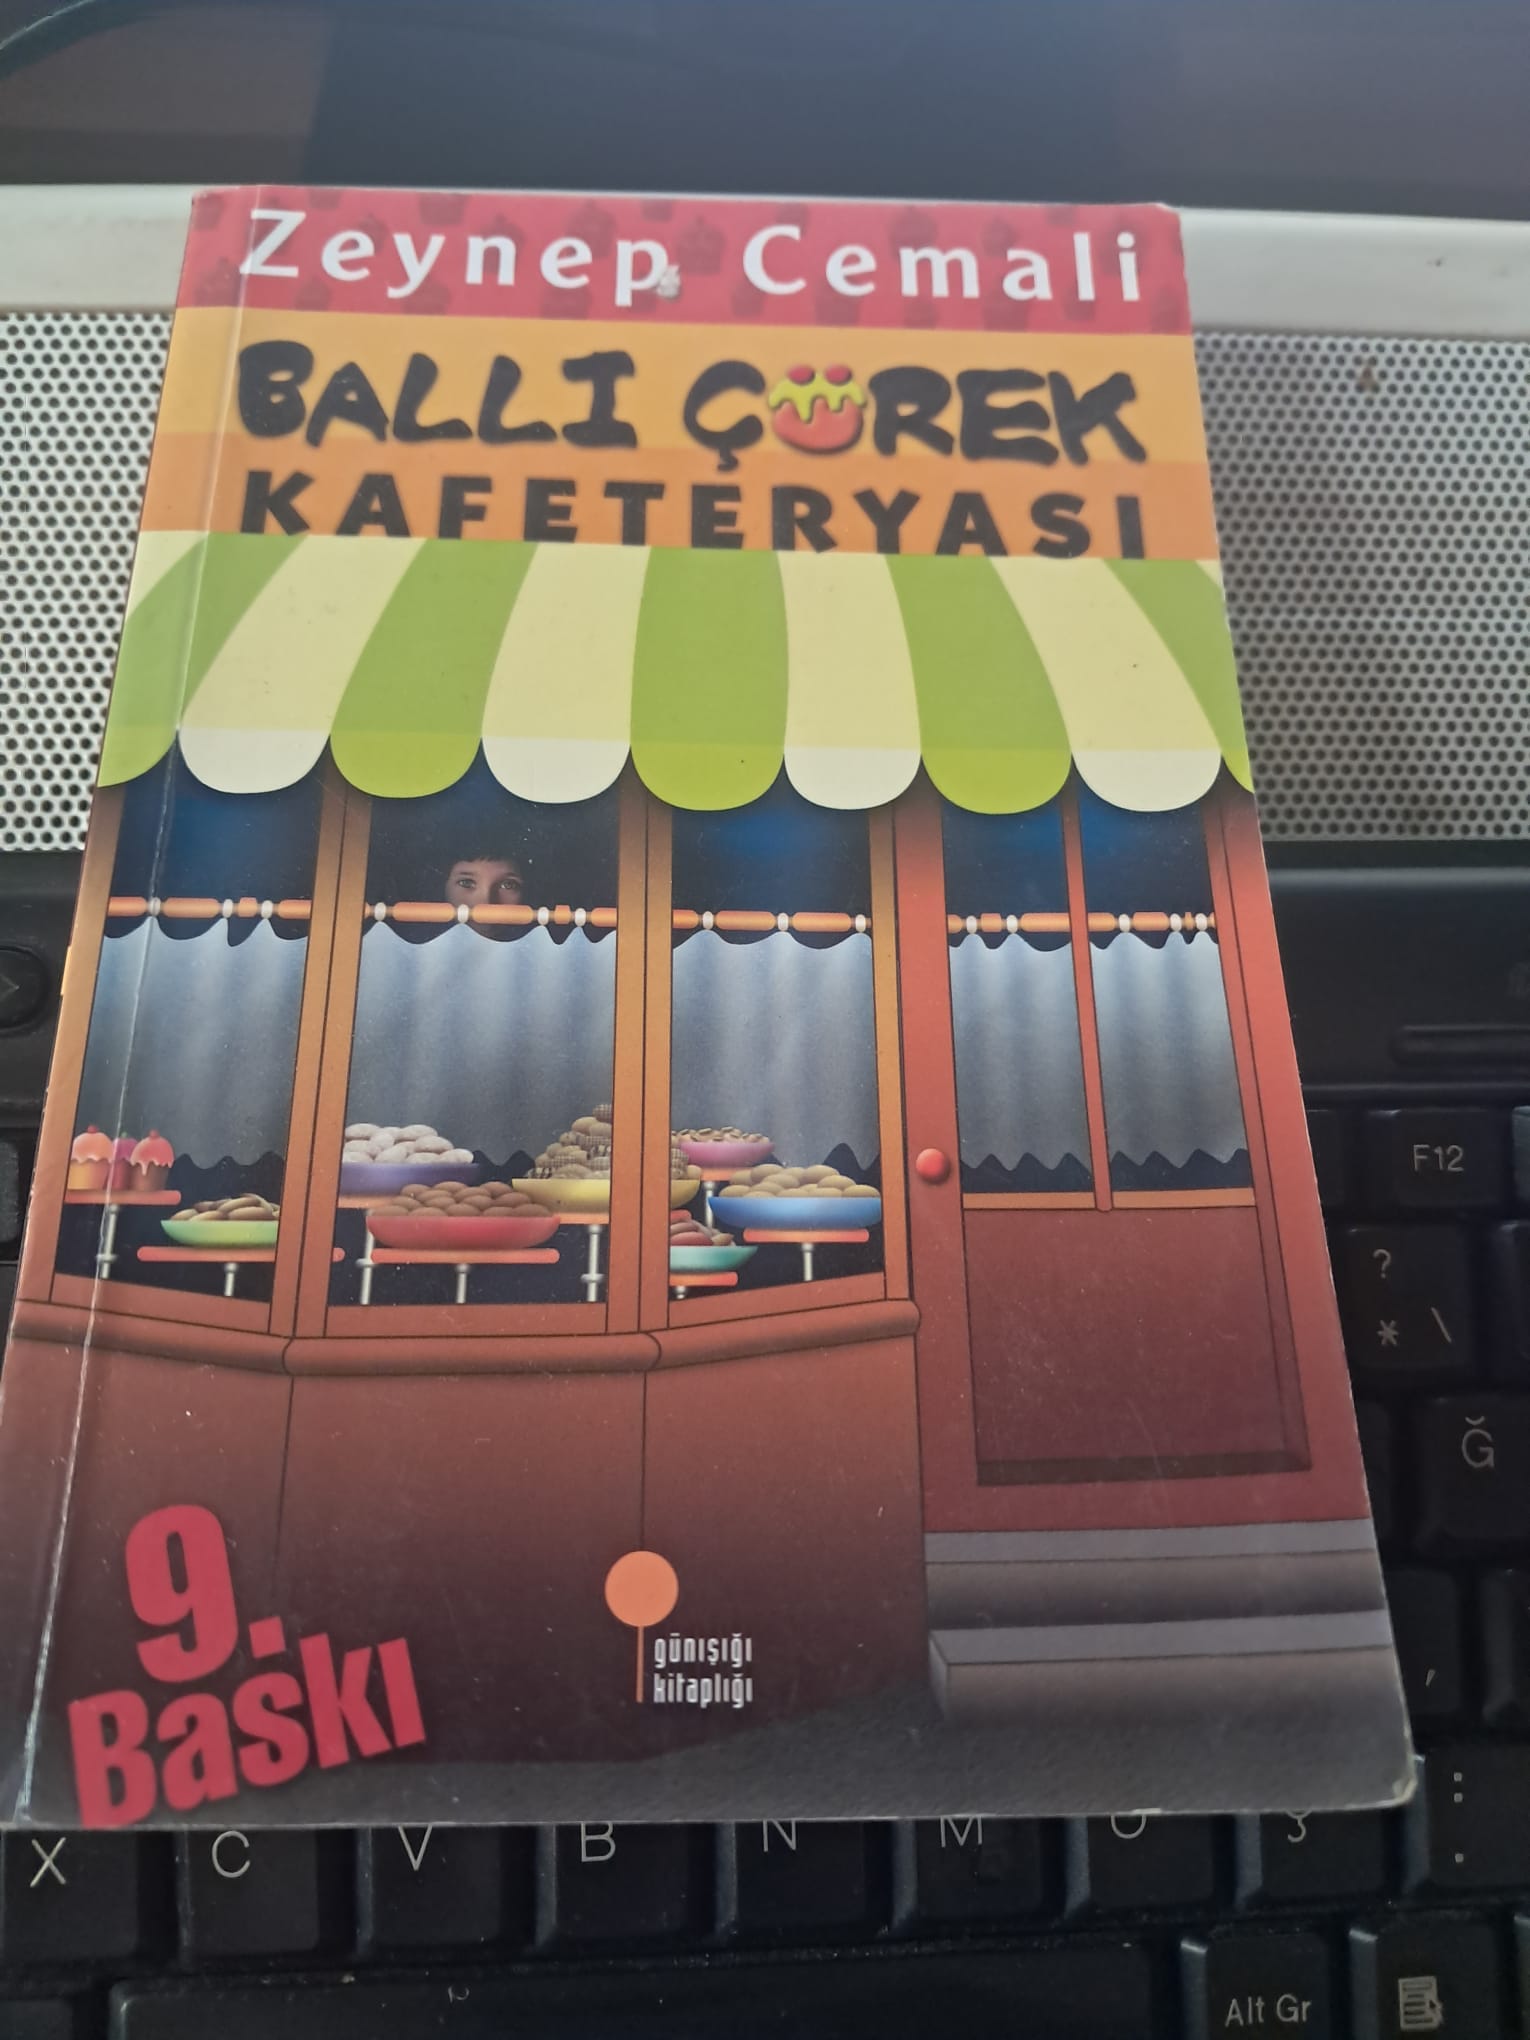 Zeynep Cemali
BALLI ÇÖREK
KAFETERYASI
9.
Baskı
günışığı
kitaplığı
F12
?
* \
Ğ
X C V B N M Ö Ç :
.
Alt Gr